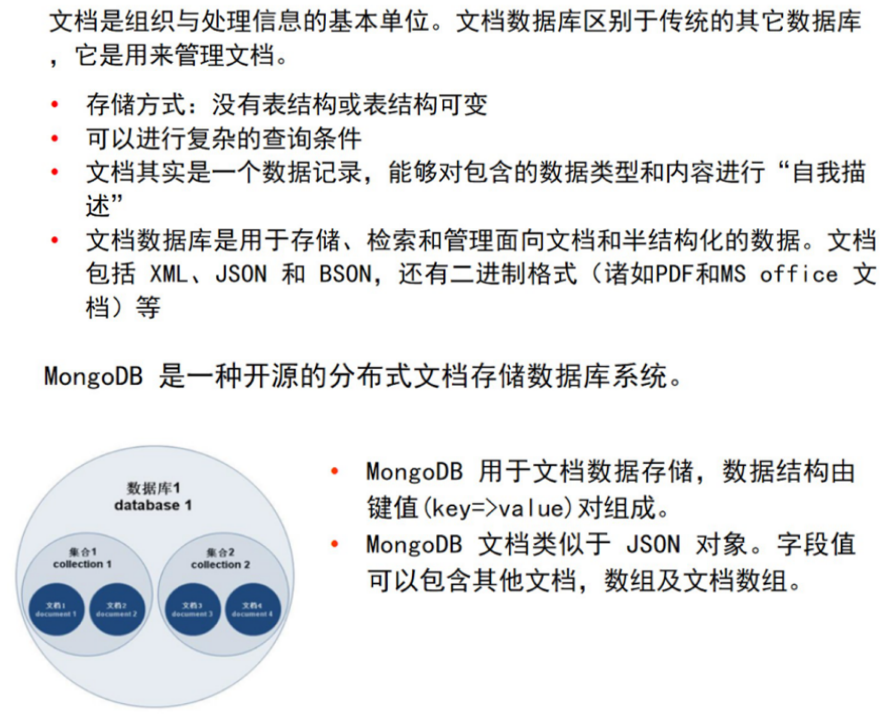 文档是组织与处理信息的基本单位。文档数据库区别于传统的其它数据库
，它是用来管理文档。
• 存储方式：没有表结构或表结构可变
• 可以进行复杂的查询条件
• 文档其实是一个数据记录，能够对包含的数据类型和内容进行“自我描
述”
• 文档数据库是用于存储、检索和管理面向文档和半结构化的数据。文档
包括 XML、JSON 和 BSON，还有二进制格式（诸如PDF和MS office 文
档）等
MongoDB 是一种开源的分布式文档存储数据库系统。
数据库1
database 1
集合1
collection 1
集合2
collection 2
文档1
document 1
文档2
document 2
文档3
document 3
文档4
document 4
• MongoDB 用于文档数据存储，数据结构由
键值(key=>value)对组成。
• MongoDB 文档类似于 JSON 对象。字段值
可以包含其他文档，数组及文档数组。